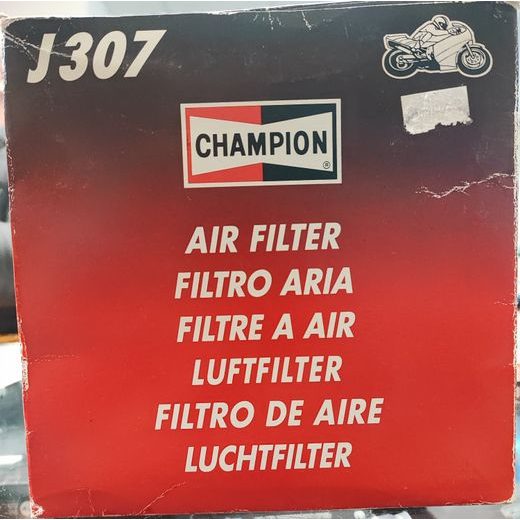 J307
CHAMPION
®
AIR FILTER
FILTRO ARIA
FILTRE A AIR
LUFTFILTER
FILTRO DE AIRE
LUCHTFILTER